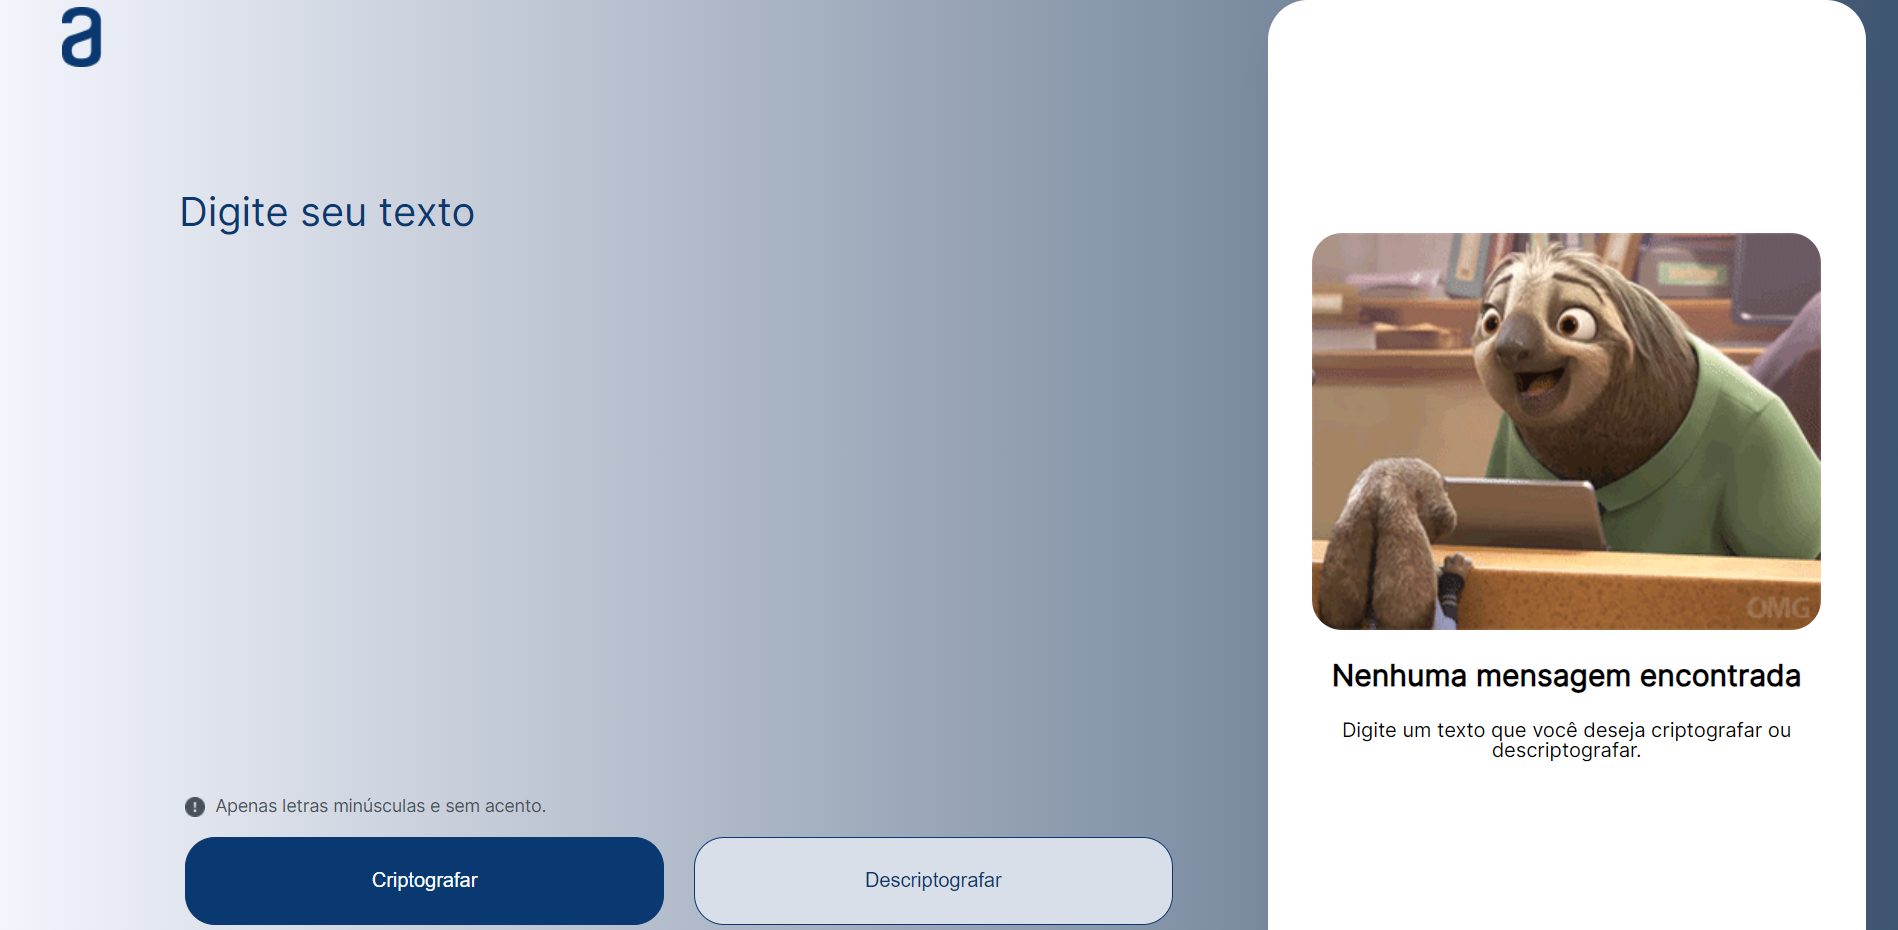 a
Digite seu texto
OMG
Nenhuma mensagem encontrada
Digite um texto que você deseja criptografar ou
descriptografar.
! Apenas letras minúsculas e sem acento.
Criptografar
Descriptografar